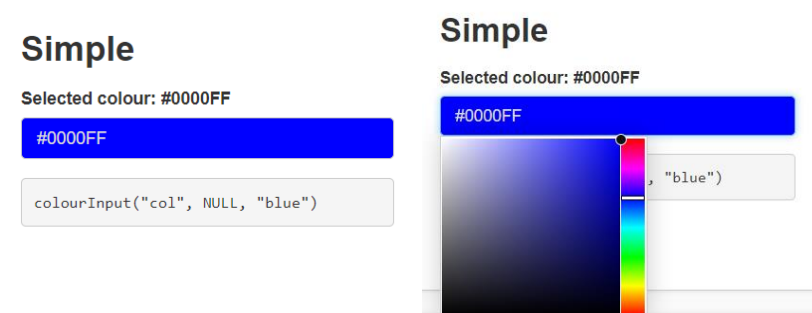 Simple
Selected colour: #0000FF
#0000FF
colourInput("col", NULL, "blue")
Simple
Selected colour: #0000FF
#0000FF
, "blue")